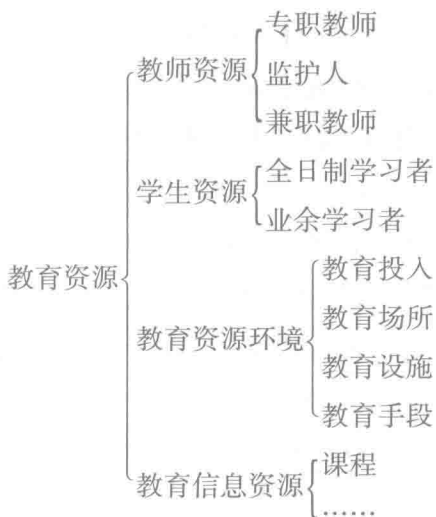 专职教师
教师资源
监护人
兼职教师
全日制学习者
学生资源
业余学习者
教育资源
教育投入
教育场所
教育资源环境
教育设施
教育手段
课程
教育信息资源
……